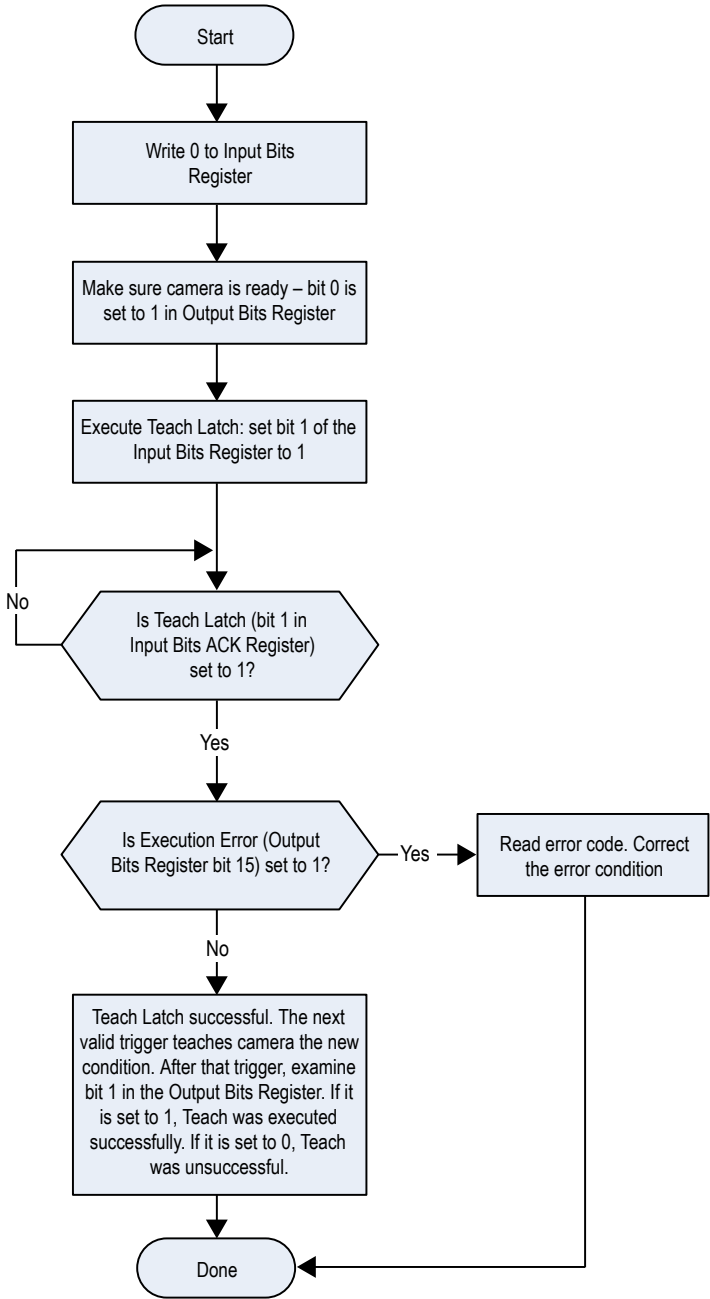 Start
Write 0 to Input Bits
Register
Make sure camera is ready – bit 0 is
set to 1 in Output Bits Register
Execute Teach Latch: set bit 1 of the
Input Bits Register to 1
No
Is Teach Latch (bit 1 in
Input Bits ACK Register)
set to 1?
Yes
Is Execution Error (Output
Bits Register bit 15) set to 1?
Yes
Read error code. Correct
the error condition
No
Teach Latch successful. The next
valid trigger teaches camera the new
condition. After that trigger, examine
bit 1 in the Output Bits Register. If it
is set to 1, Teach was executed
successfully. If it is set to 0, Teach
was unsuccessful.
Done